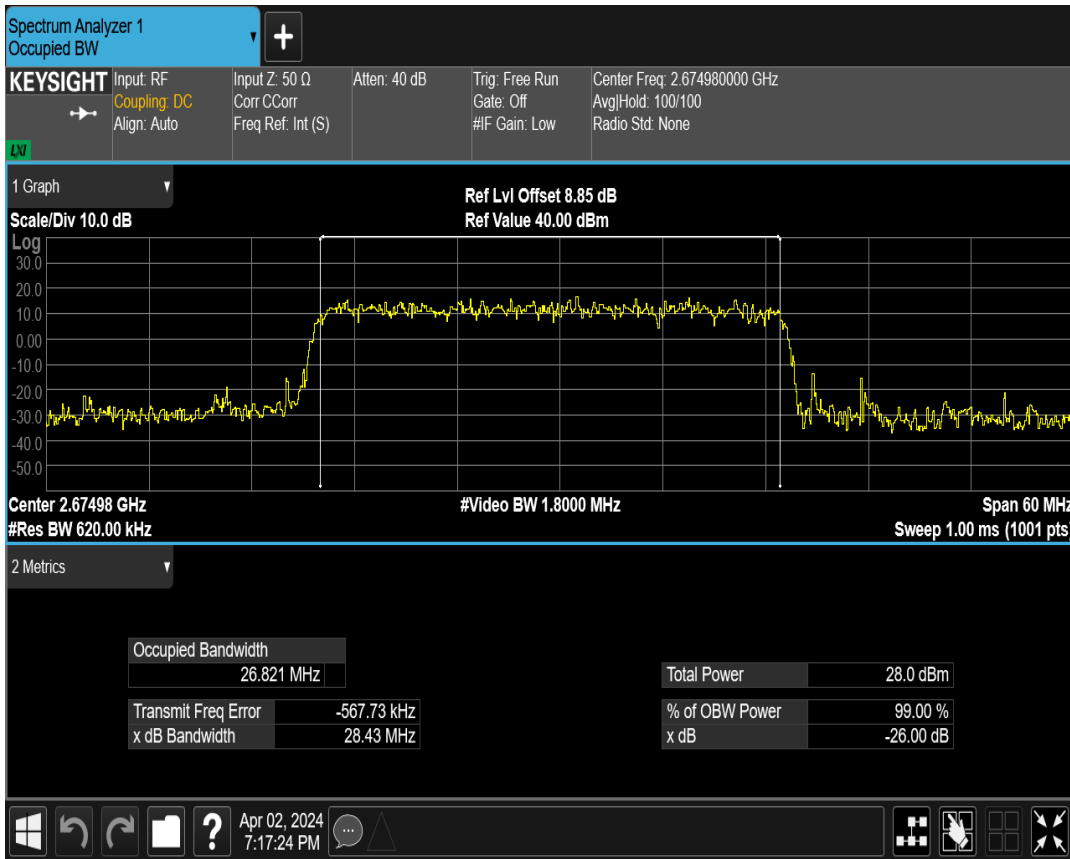 Spectrum Analyzer 1
Occupied BW
+
KEYSIGHT
LXI
Input: RF
Coupling: DC
Align: Auto
Input Z: 50 Ω
Corr CCorr
Freq Ref: Int (S)
Atten: 40 dB
Trig: Free Run
Gate: Off
#IF Gain: Low
Center Freq: 2.674980000 GHz
Avg|Hold: 100/100
Radio Std: None
1 Graph
Scale/Div 10.0 dB
Ref Lvl Offset 8.85 dB
Ref Value 40.00 dBm
Log
30.0
20.0
10.0
0.00
-10.0
-20.0
-30.0
-40.0
-50.0
Center 2.67498 GHz
#Res BW 620.00 kHz
#Video BW 1.8000 MHz
Span 60 MHz
Sweep 1.00 ms (1001 pts)
2 Metrics
Occupied Bandwidth
26.821 MHz
Transmit Freq Error -567.73 kHz
x dB Bandwidth 28.43 MHz
Total Power 28.0 dBm
% of OBW Power 99.00 %
x dB -26.00 dB
?
Apr 02, 2024
7:17:24 PM